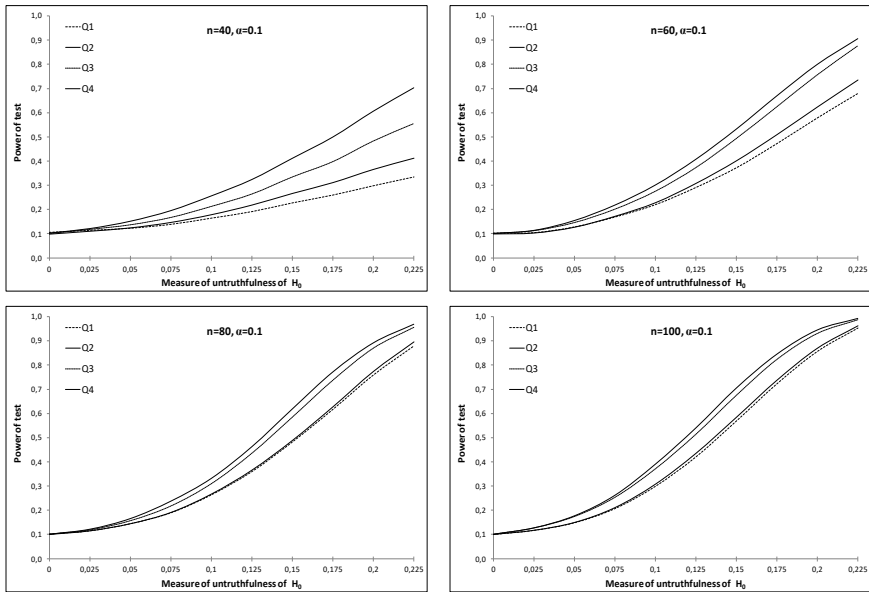 n=40, α=0.1
Q1
Q2
Q3
Q4
Power of test
1,0
0,9
0,8
0,7
0,6
0,5
0,4
0,3
0,2
0,1
0,0
0 0,025 0,05 0,075 0,1 0,125 0,15 0,175 0,2 0,225
Measure of untruthfulness of H₀
n=60, α=0.1
Q1
Q2
Q3
Q4
Power of test
1,0
0,9
0,8
0,7
0,6
0,5
0,4
0,3
0,2
0,1
0,0
0 0,025 0,05 0,075 0,1 0,125 0,15 0,175 0,2 0,225
Measure of untruthfulness of H₀
n=80, α=0.1
Q1
Q2
Q3
Q4
Power of test
1,0
0,9
0,8
0,7
0,6
0,5
0,4
0,3
0,2
0,1
0,0
0 0,025 0,05 0,075 0,1 0,125 0,15 0,175 0,2 0,225
Measure of untruthfulness of H₀
n=100, α=0.1
Q1
Q2
Q3
Q4
Power of test
1,0
0,9
0,8
0,7
0,6
0,5
0,4
0,3
0,2
0,1
0,0
0 0,025 0,05 0,075 0,1 0,125 0,15 0,175 0,2 0,225
Measure of untruthfulness of H₀